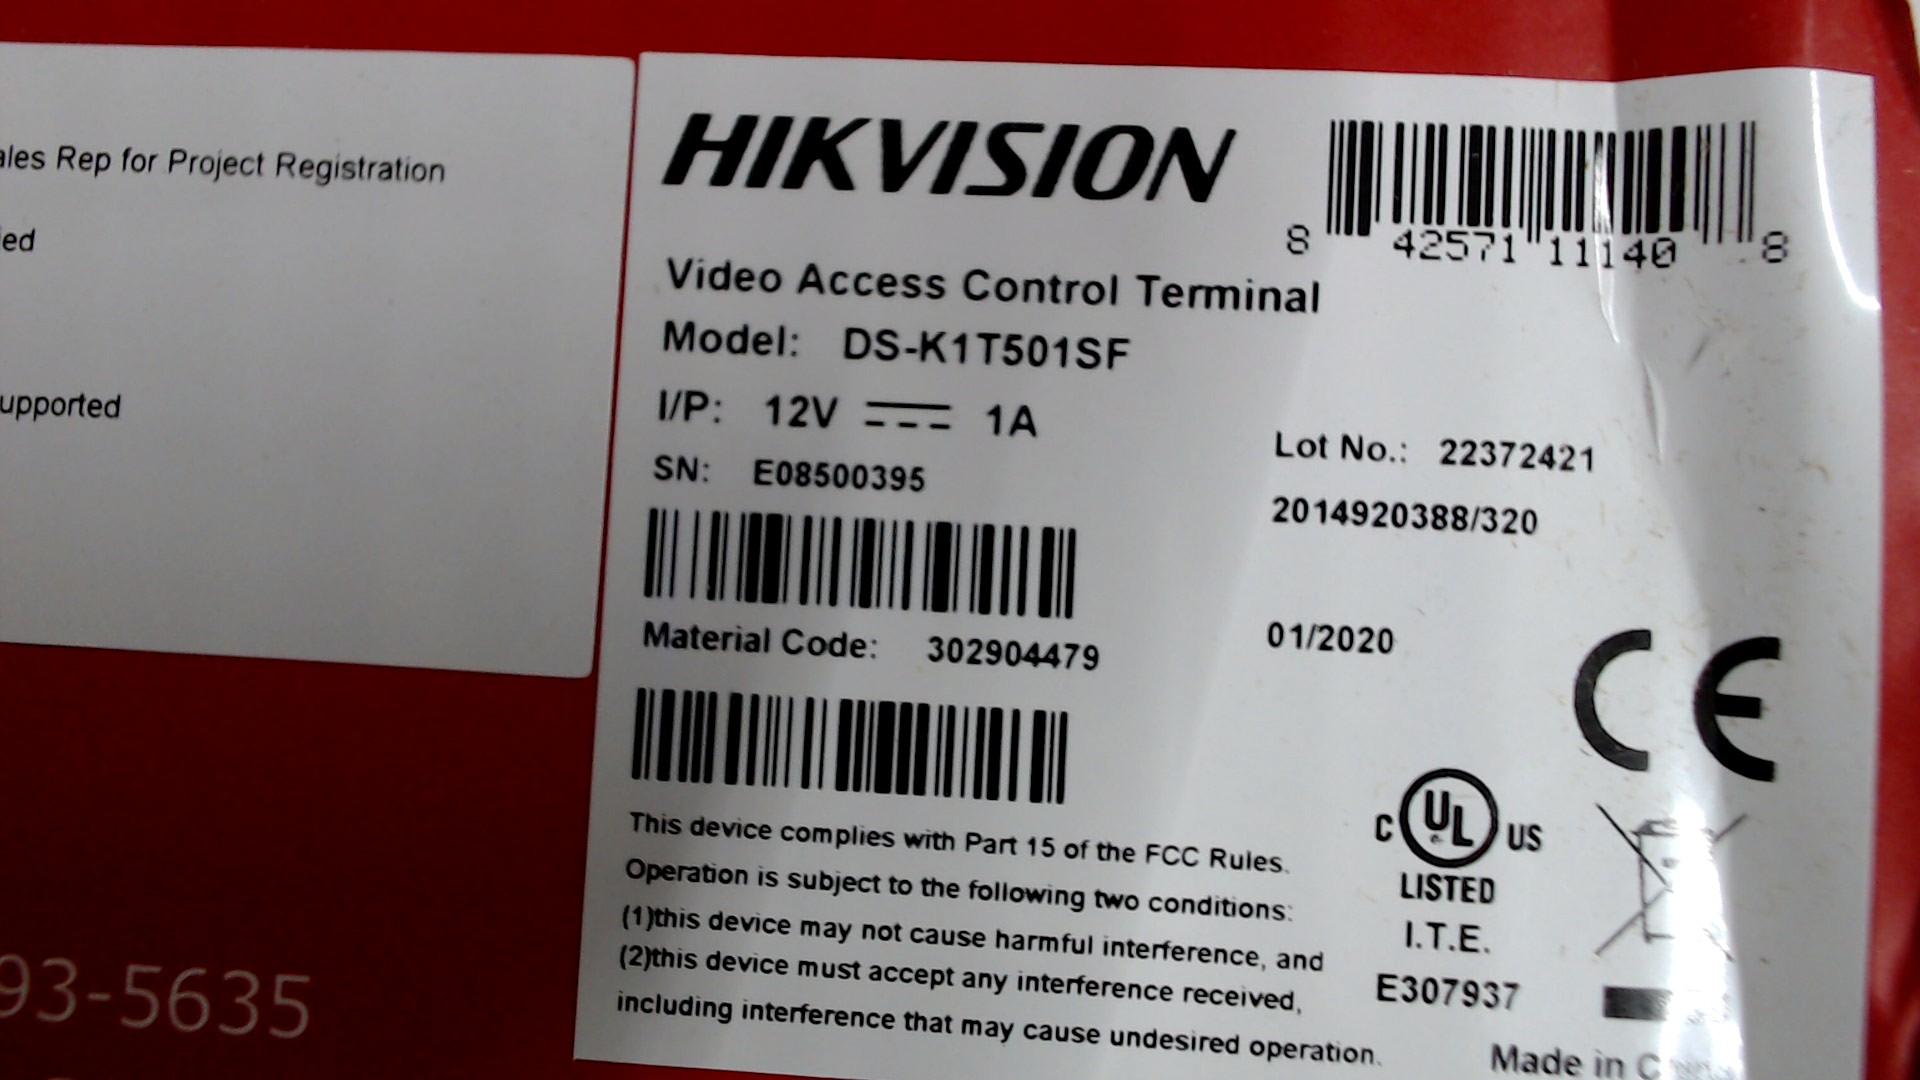 ales Rep for Project Registration
ied
upported
93-5635
HIKVISION
8 42571 11140 8
Video Access Control Terminal
Model: DS-K1T501SF
I/P: 12V 1A
SN: E08500395
Lot No.: 22372421
2014920388/320
Material Code: 302904479
01/2020
CE
This device complies with Part 15 of the FCC Rules.
Operation is subject to the following two conditions:
(1)this device may not cause harmful interference, and
(2)this device must accept any interference received,
including interference that may cause undesired operation.
C UL US
LISTED
I.T.E.
E307937
Made in